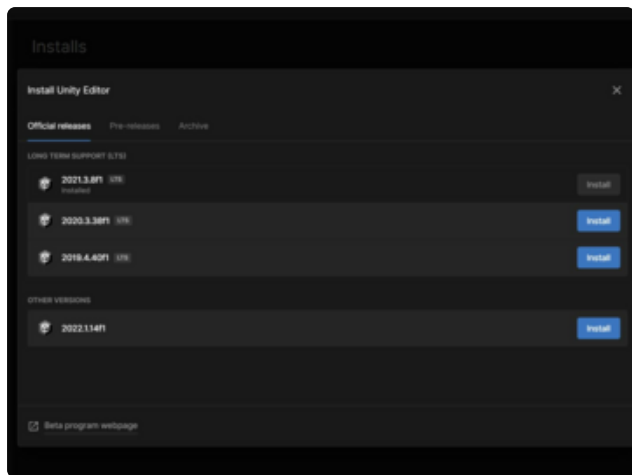 Installs
Install Unity Editor
Official releases Pre-releases Archive
LONG TERM SUPPORT (LTS)
2021.3.8f1 LTS
Installed
Install
2020.3.38f1 LTS
Install
2019.4.40f1 LTS
Install
OTHER VERSIONS
2022.1.14f1
Install
Beta program webpage